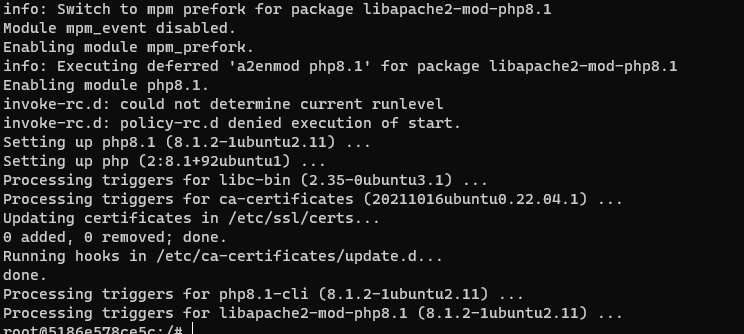 info: Switch to mpm prefork for package libapache2-mod-php8.1
Module mpm_event disabled.
Enabling module mpm_prefork.
info: Executing deferred 'a2enmod php8.1' for package libapache2-mod-php8.1
Enabling module php8.1.
invoke-rc.d: could not determine current runlevel
invoke-rc.d: policy-rc.d denied execution of start.
Setting up php8.1 (8.1.2-1ubuntu2.11) ...
Setting up php (2:8.1+92ubuntu1) ...
Processing triggers for libc-bin (2.35-0ubuntu3.1) ...
Processing triggers for ca-certificates (20211016ubuntu0.22.04.1) ...
Updating certificates in /etc/ssl/certs...
0 added, 0 removed; done.
Running hooks in /etc/ca-certificates/update.d...
done.
Processing triggers for php8.1-cli (8.1.2-1ubuntu2.11) ...
Processing triggers for libapache2-mod-php8.1 (8.1.2-1ubuntu2.11) ...
root@5186e578ce5c:/#